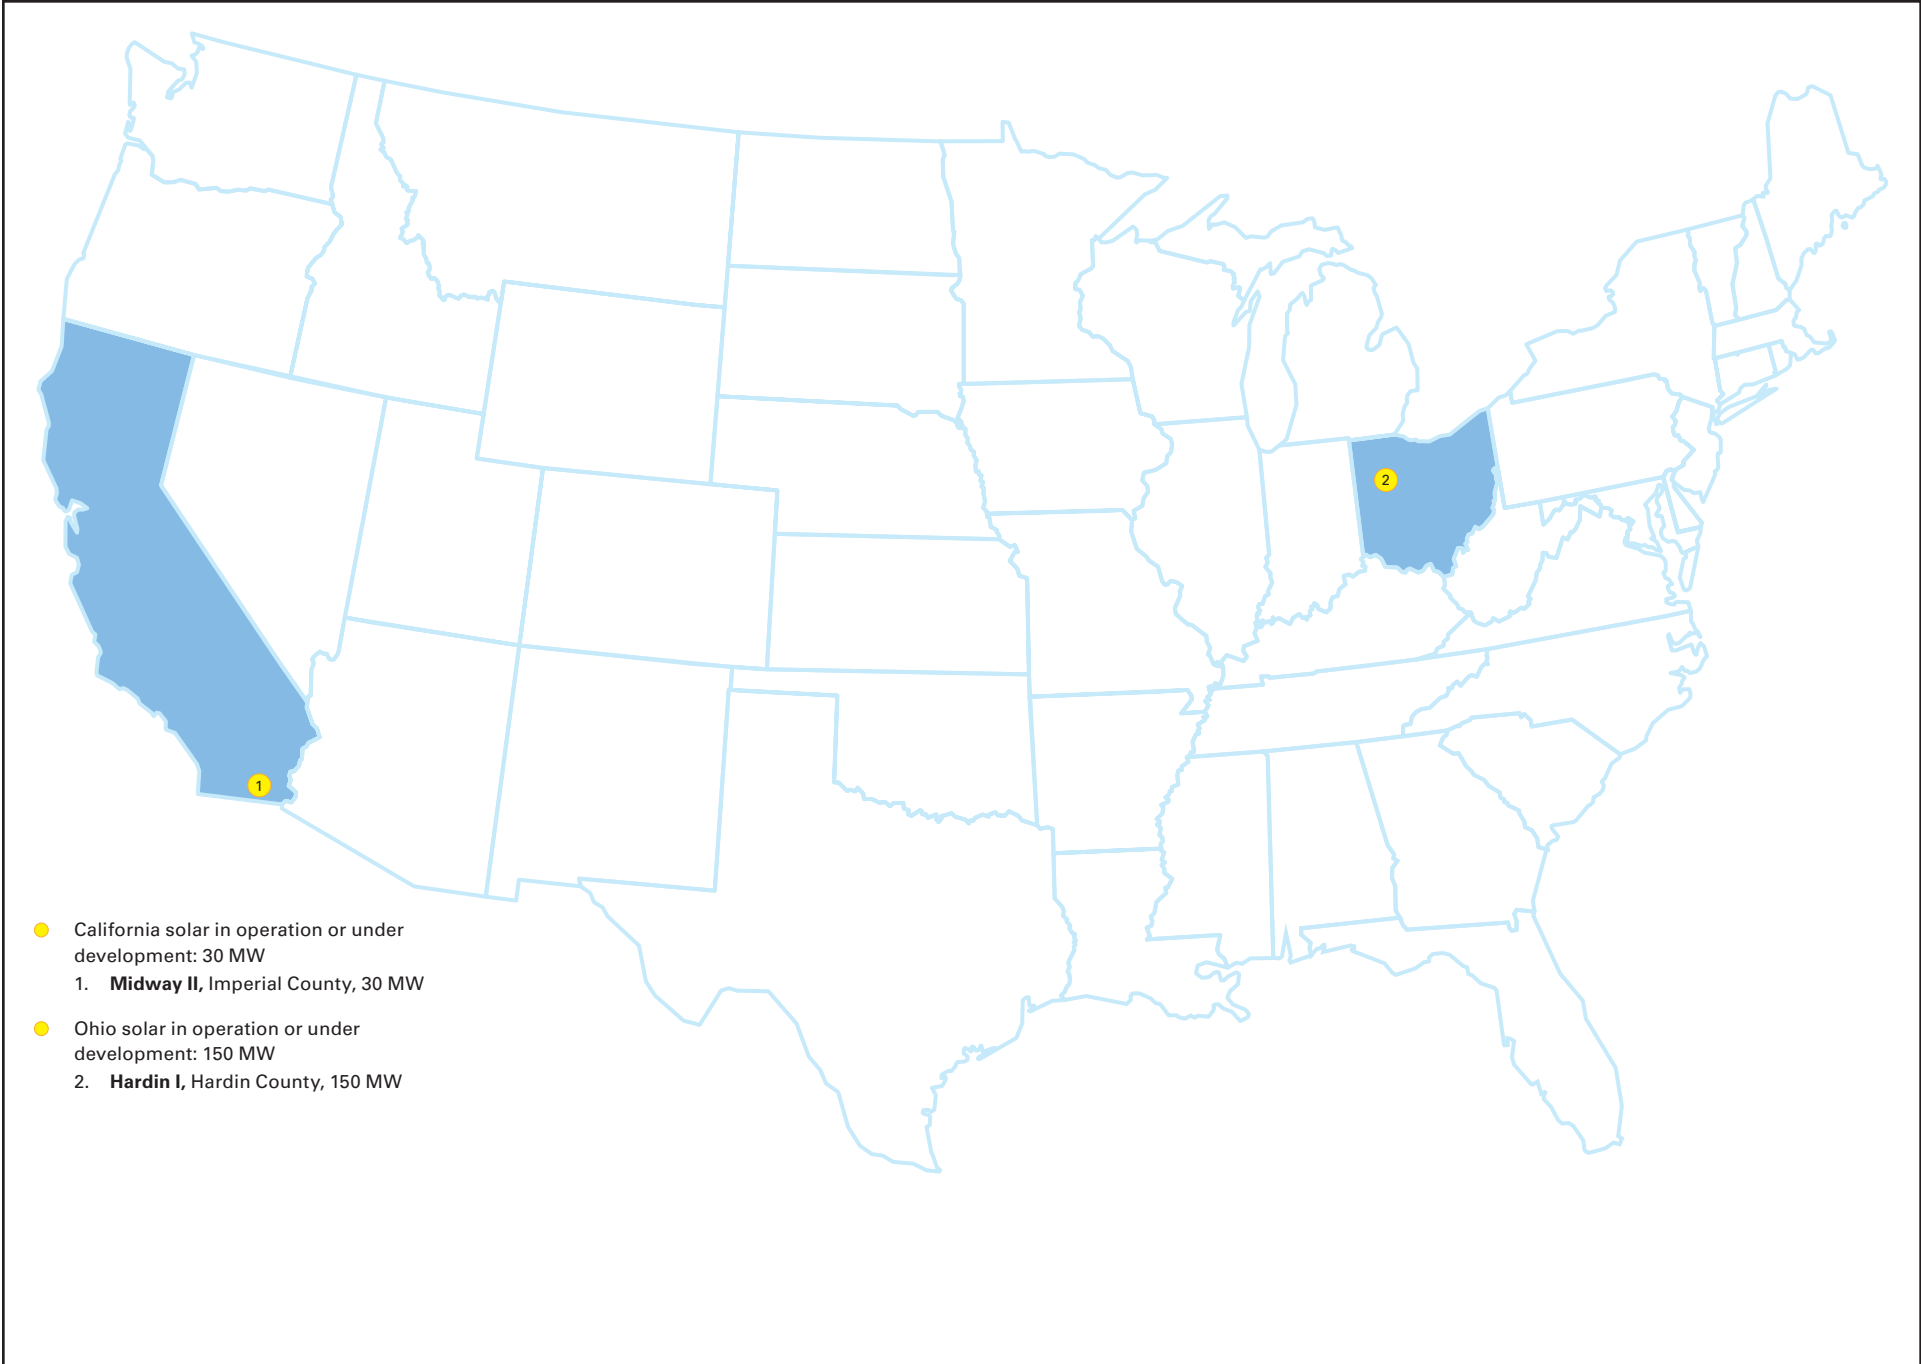 2
1
California solar in operation or under
development: 30 MW
1. Midway II, Imperial County, 30 MW
Ohio solar in operation or under
development: 150 MW
2. Hardin I, Hardin County, 150 MW